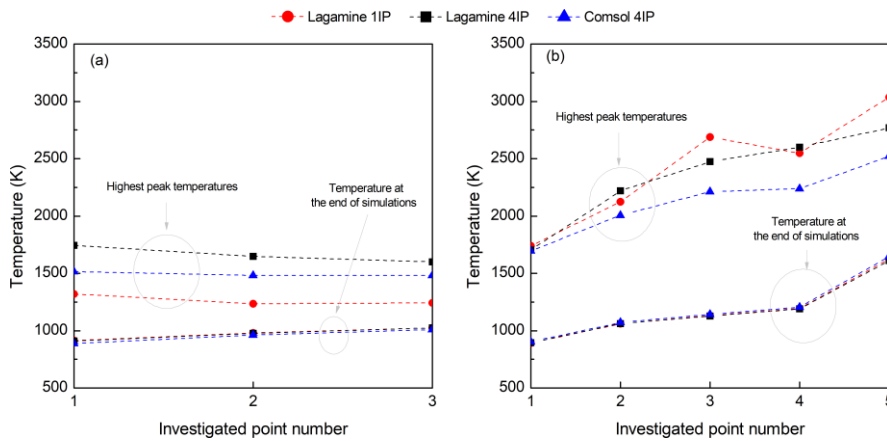 Lagamine 1IP Lagamine 4IP Comsol 4IP
(a)
3500
3000
2500
2000
1500
1000
500
Temperature (K)
Highest peak temperatures
Temperature at
the end of simulations
1 2 3
Investigated point number
(b)
3500
3000
2500
2000
1500
1000
500
Temperature (K)
Highest peak temperatures
Temperature at
the end of simulations
1 2 3 4 5
Investigated point number